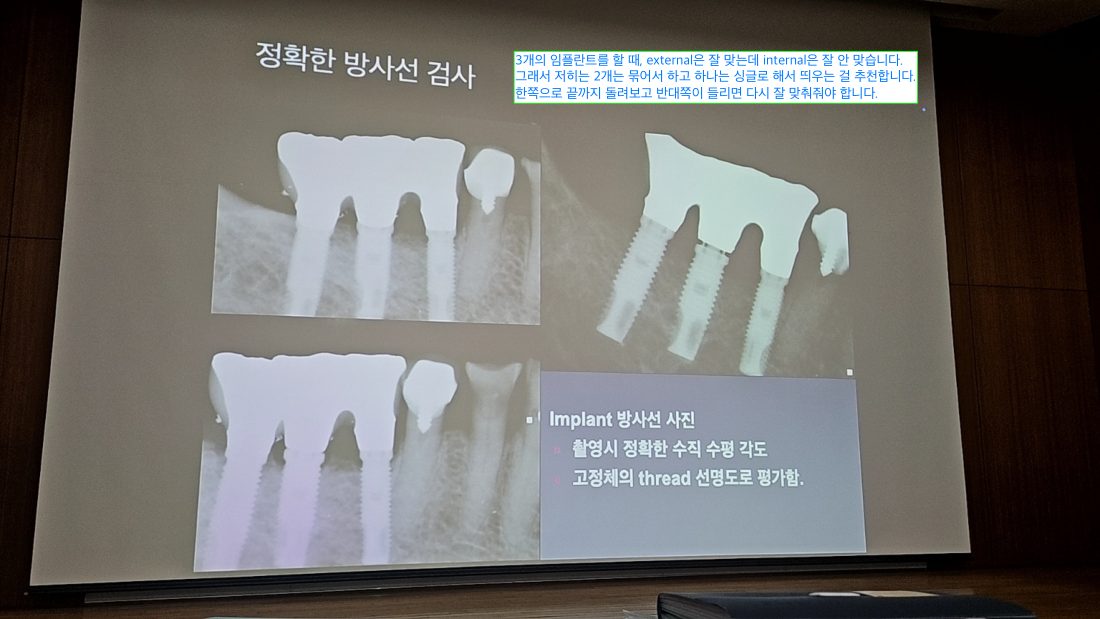 정확한 방사선 검사
3개의 임플란트를 할 때, external은 잘 맞는데 internal은 잘 안 맞습니다.
그래서 저희는 2개는 묶어서 하고 하나는 싱글로 해서 띄우는 걸 추천합니다.
한쪽으로 끝까지 돌려보고 반대쪽이 들리면 다시 잘 맞춰줘야 합니다.
Implant 방사선 사진
촬영시 정확한 수직 수평 각도
고정체의 thread 선명도로 평가함.